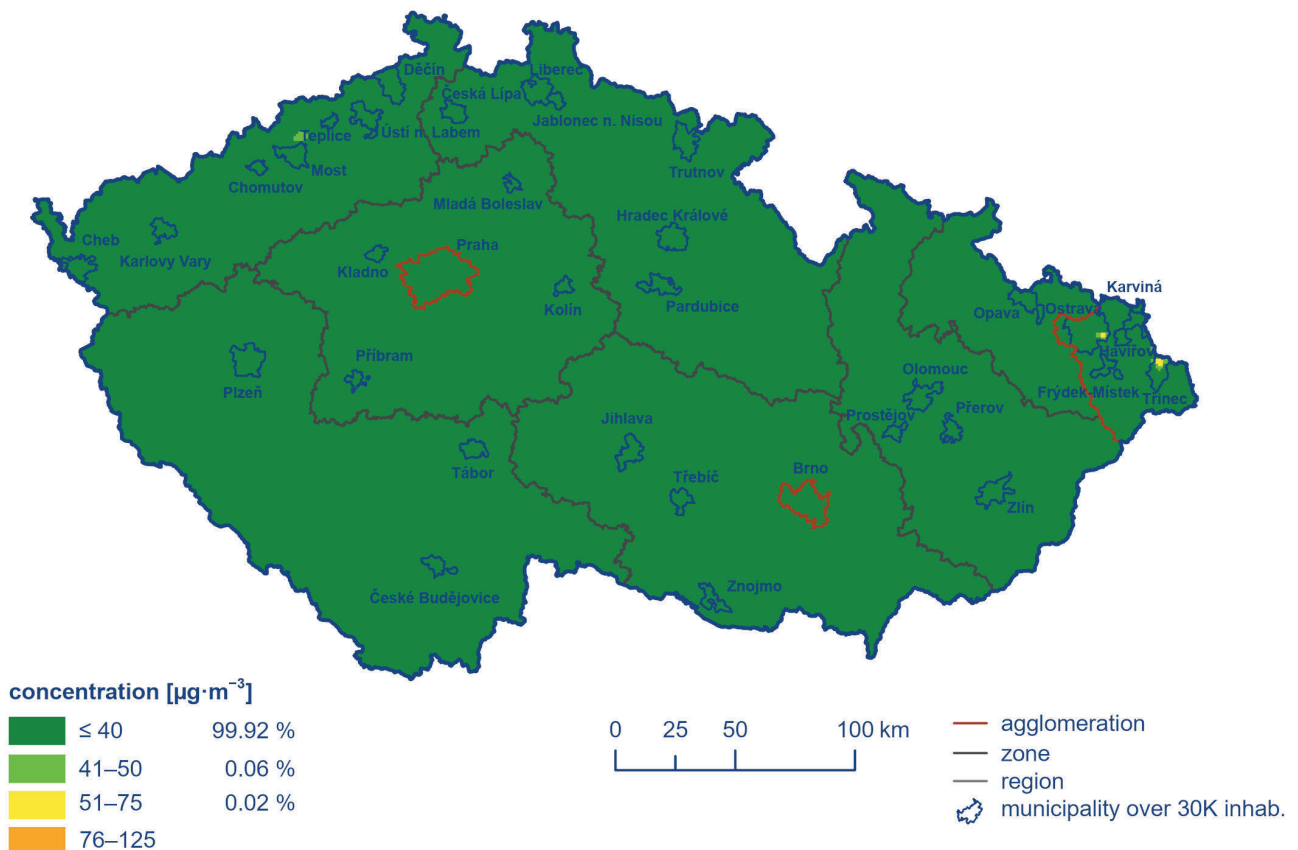 Děčín
Liberec
Česká Lípa
Jablonec n. Nisou
Teplice
Ústí n. Labem
Most
Chomutov
Trutnov
Mladá Boleslav
Hradec Králové
Cheb
Karlovy Vary
Praha
Kladno
Kolín
Pardubice
Karviná
Opava
Ostrava
Havířov
Příbram
Plzeň
Olomouc
Frýdek-Místek
Třinec
Prostějov
Přerov
Jihlava
Tábor
Třebíč
Brno
Zlín
Znojmo
České Budějovice
concentration [µg·m⁻³]
≤ 40 99.92 %
41–50 0.06 %
51–75 0.02 %
76–125
0 25 50 100 km
agglomeration
zone
region
municipality over 30K inhab.